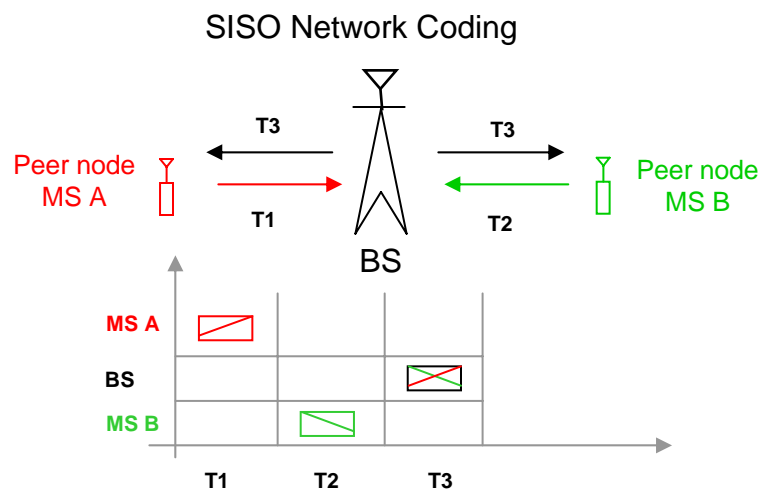 SISO Network Coding
T3
T3
Peer node
MS A
Peer node
MS B
T1
T2
BS
MS A
BS
MS B
T1
T2
T3